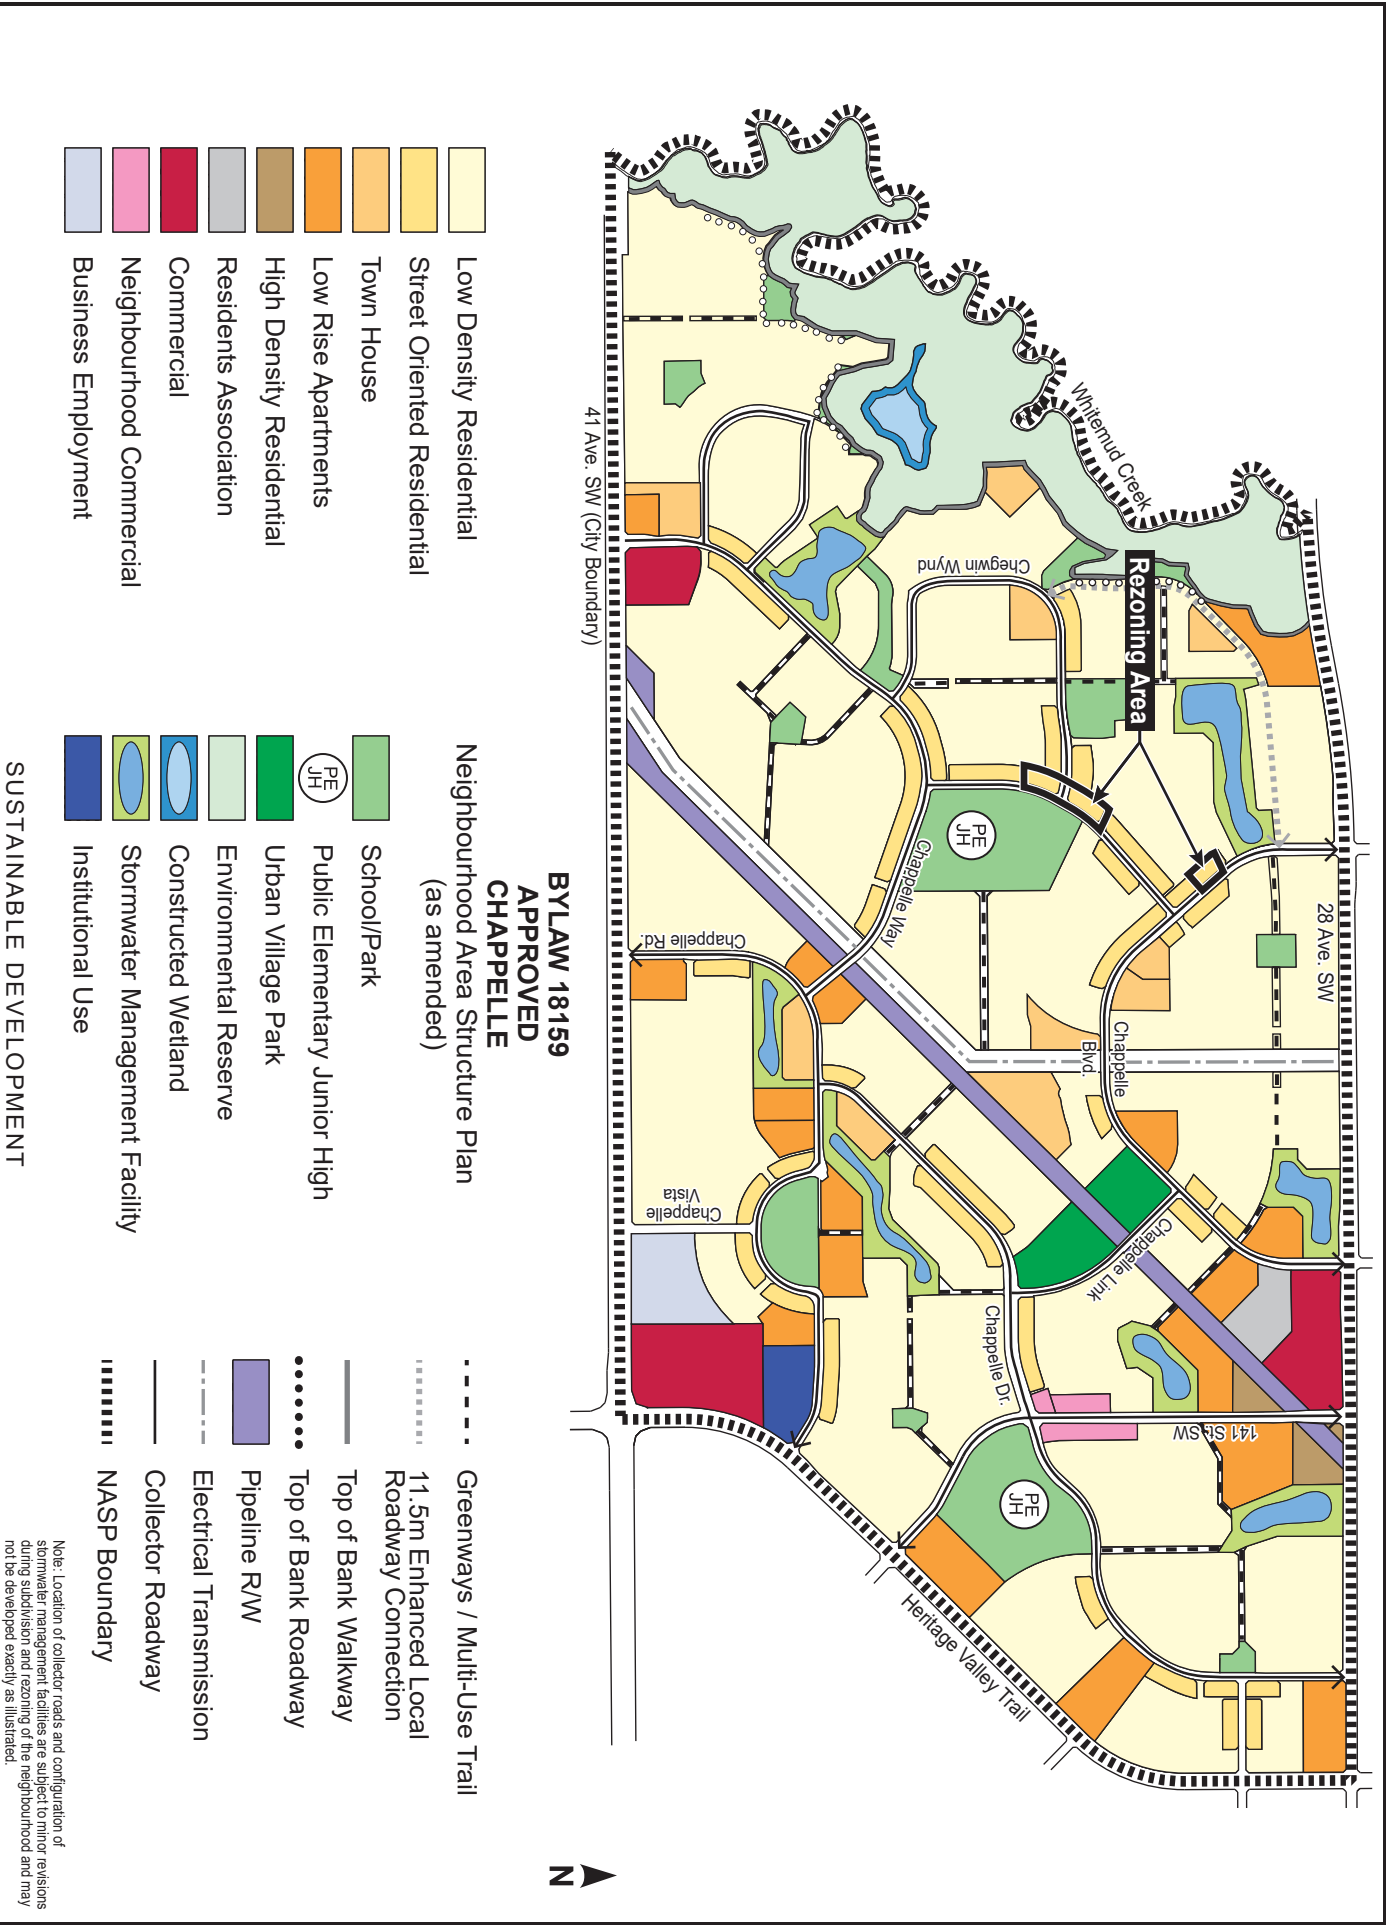 Whitemud Creek
28 Ave. SW
Rezoning Area
Chegwin Wynd
41 Ave. SW (City Boundary)
PE
JH
Chappelle Way
Chappelle Rd.
Chappelle
Blvd.
Chappelle
Vista
Chappelle Link
Chappelle Dr.
141 St. SW
PE
JH
Heritage Valley Trail
N
BYLAW 18159
APPROVED
CHAPPELLE
Neighbourhood Area Structure Plan
(as amended)
Low Density Residential
Street Oriented Residential
Town House
Low Rise Apartments
High Density Residential
Residents Association
Commercial
Neighbourhood Commercial
Business Employment
School/Park
PE
JH
Public Elementary Junior High
Urban Village Park
Environmental Reserve
Constructed Wetland
Stormwater Management Facility
Institutional Use
Greenways / Multi-Use Trail
11.5m Enhanced Local
Roadway Connection
Top of Bank Walkway
Top of Bank Roadway
Pipeline R/W
Electrical Transmission
Collector Roadway
NASP Boundary
Note: Location of collector roads and configuration of
stormwater management facilities are subject to minor revisions
during subdivision and rezoning of the neighbourhood and may
not be developed exactly as illustrated.
SUSTAINABLE DEVELOPMENT